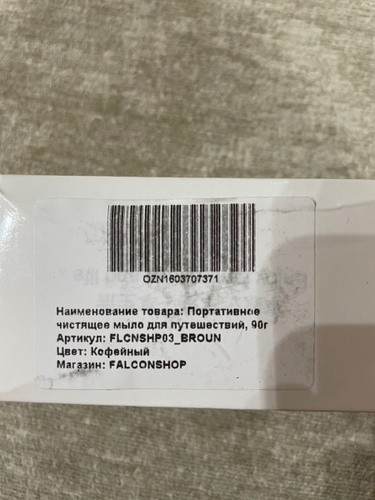 OZN1603707371
Наименование товара: Портативное
чистящее мыло для путешествий, 90г
Артикул: FLCNSHP03_BROUN
Цвет: Кофейный
Магазин: FALCONSHOP